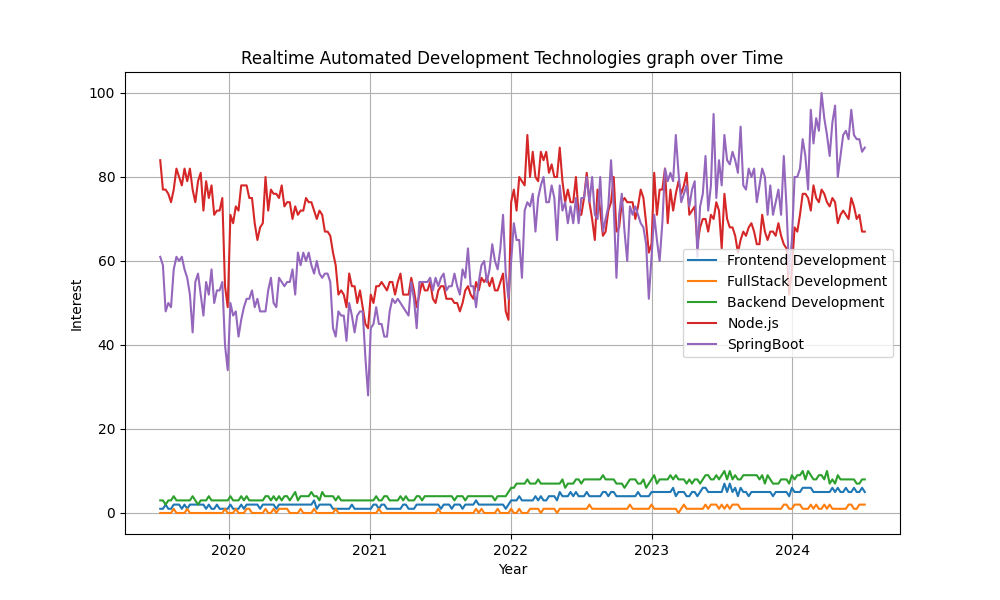 Realtime Automated Development Technologies graph over Time
100
80
60
40
20
0
Interest
Frontend Development
FullStack Development
Backend Development
Node.js
SpringBoot
2020
2021
2022
2023
2024
Year